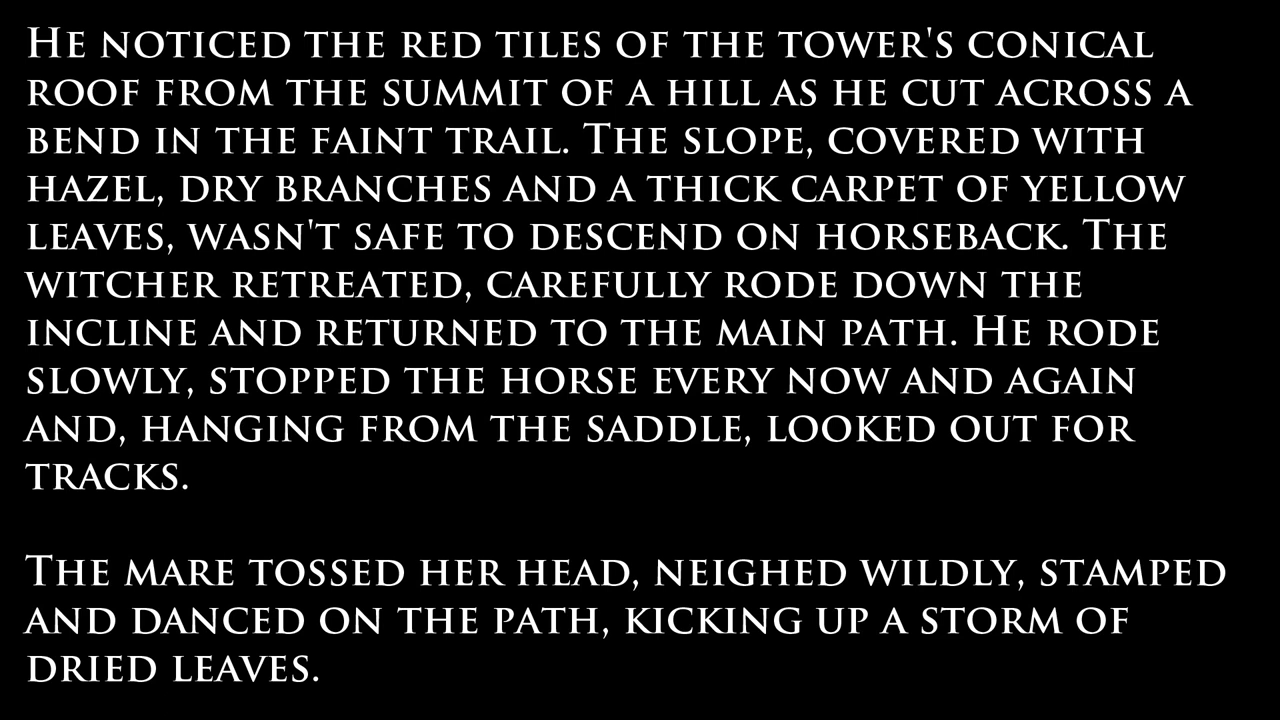 He noticed the red tiles of the tower's conical
roof from the summit of a hill as he cut across a
bend in the faint trail. The slope, covered with
hazel, dry branches and a thick carpet of yellow
leaves, wasn't safe to descend on horseback. The
witcher retreated, carefully rode down the
incline and returned to the main path. He rode
slowly, stopped the horse every now and again
and, hanging from the saddle, looked out for
tracks.

The mare tossed her head, neighed wildly, stamped
and danced on the path, kicking up a storm of
dried leaves.